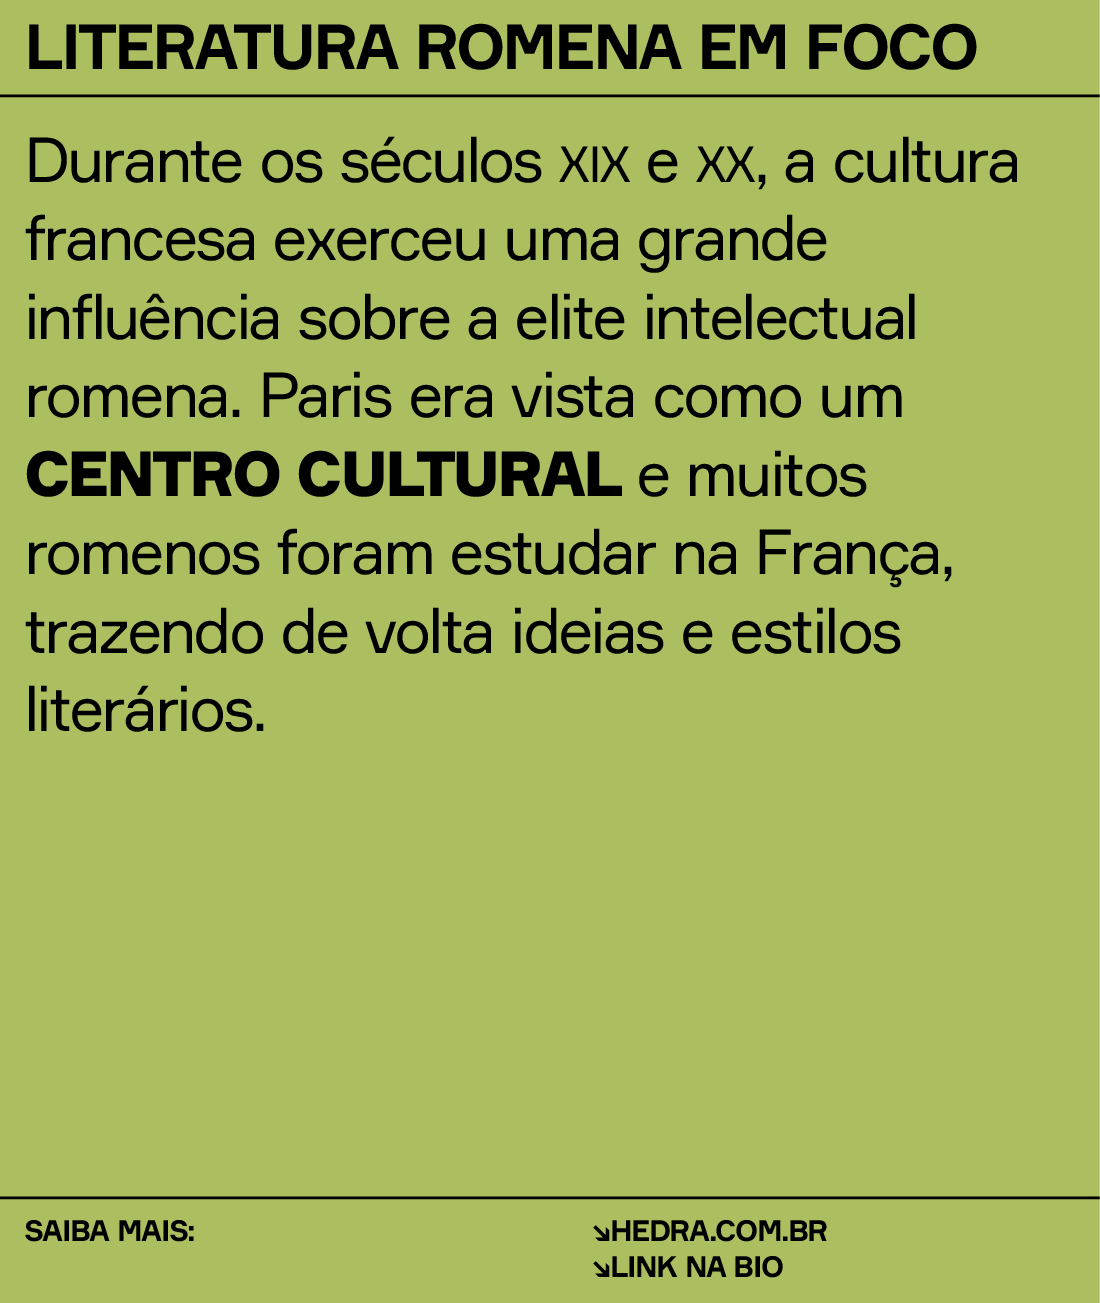 LITERATURA ROMENA EM FOCO
Durante os séculos XIX e XX, a cultura
francesa exerceu uma grande
influência sobre a elite intelectual
romena. Paris era vista como um
CENTRO CULTURAL e muitos
romenos foram estudar na França,
trazendo de volta ideias e estilos
literários.
SAIBA MAIS:
↘HEDRA.COM.BR
↘LINK NA BIO